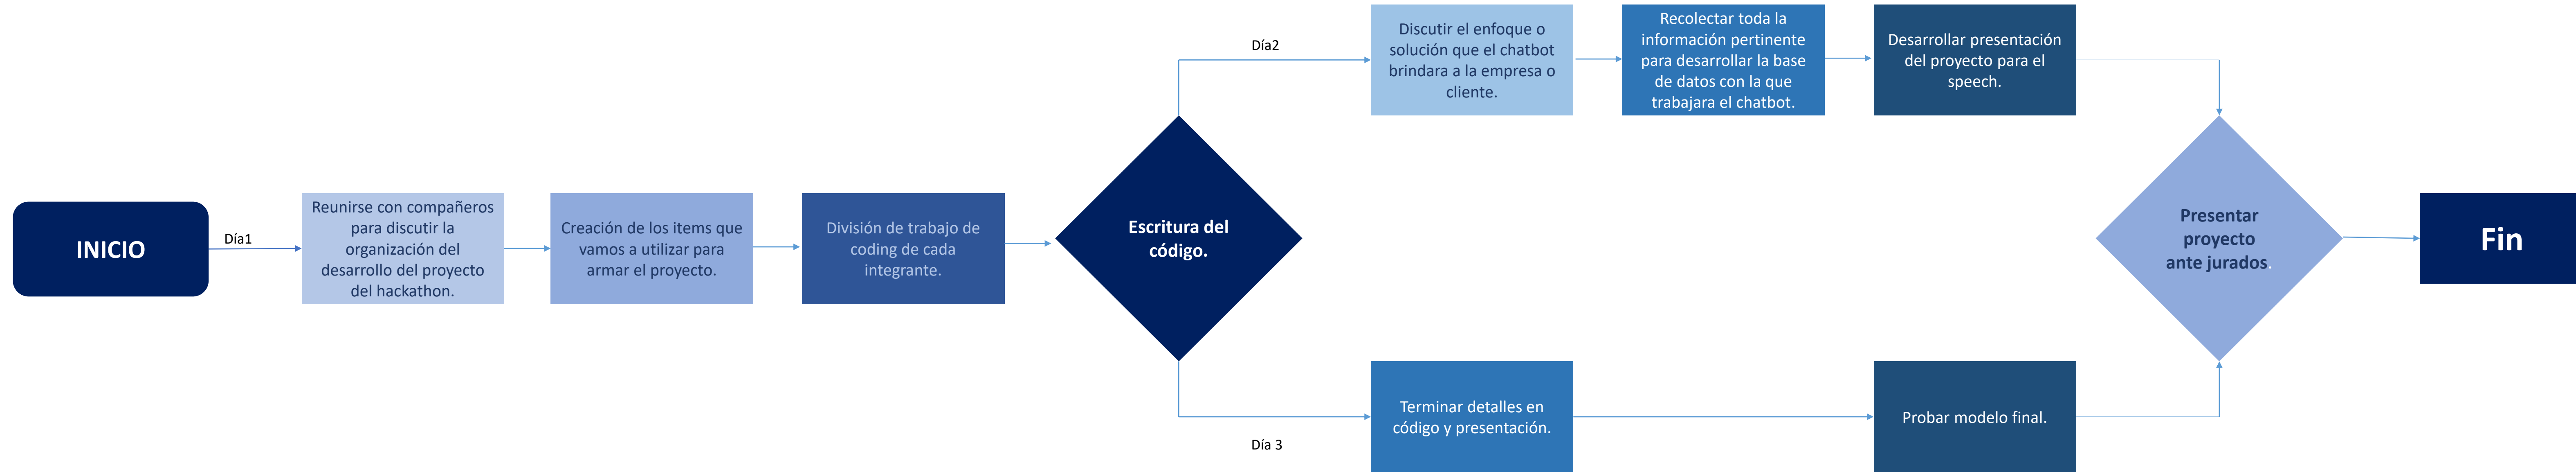 INICIO
Día1
Reunirse con compañeros
para discutir la
organización del
desarrollo del proyecto
del hackathon.
Creación de los items que
vamos a utilizar para
armar el proyecto.
División de trabajo de
coding de cada
integrante.
Escritura del
código.
Día2
Discutir el enfoque o
solución que el chatbot
brindara a la empresa o
cliente.
Recolectar toda la
información pertinente
para desarrollar la base
de datos con la que
trabajara el chatbot.
Desarrollar presentación
del proyecto para el
speech.
Día 3
Terminar detalles en
código y presentación.
Probar modelo final.
Presentar
proyecto
ante jurados.
Fin